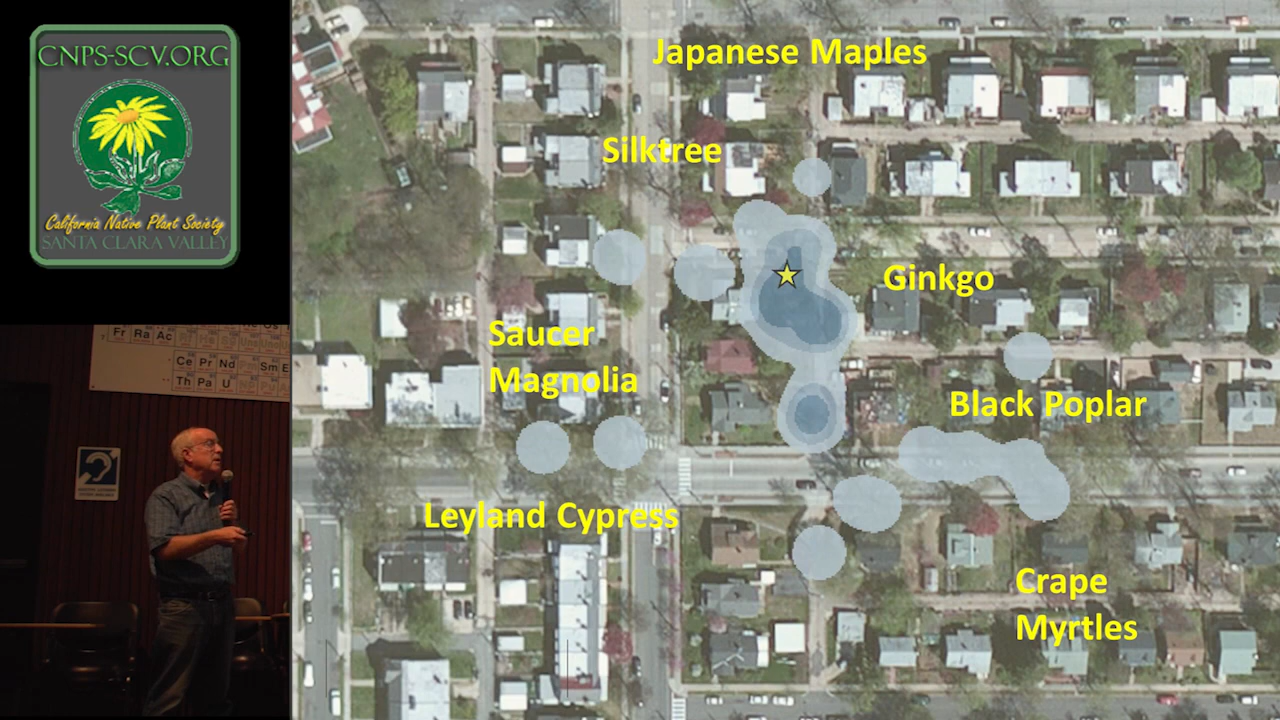 CNPS-SCV.ORG
California Native Plant Society
SANTA CLARA VALLEY
Fr Ra Ac
Ce Pr Nd Sm
Th Pa U
Japanese Maples
Silktree
Ginkgo
Saucer
Magnolia
Black Poplar
Leyland Cypress
Crape
Myrtles